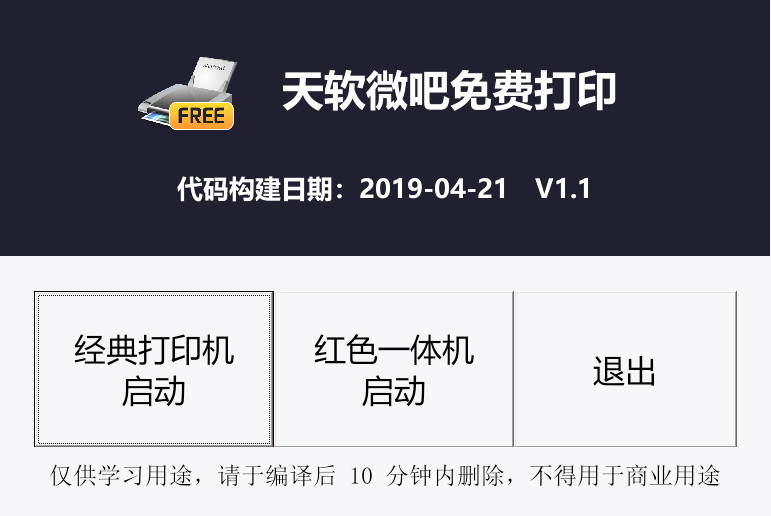 天软微吧免费打印
FREE
代码构建日期：2019-04-21 V1.1
经典打印机
启动
红色一体机
启动
退出
仅供学习用途，请于编译后 10 分钟内删除，不得用于商业用途